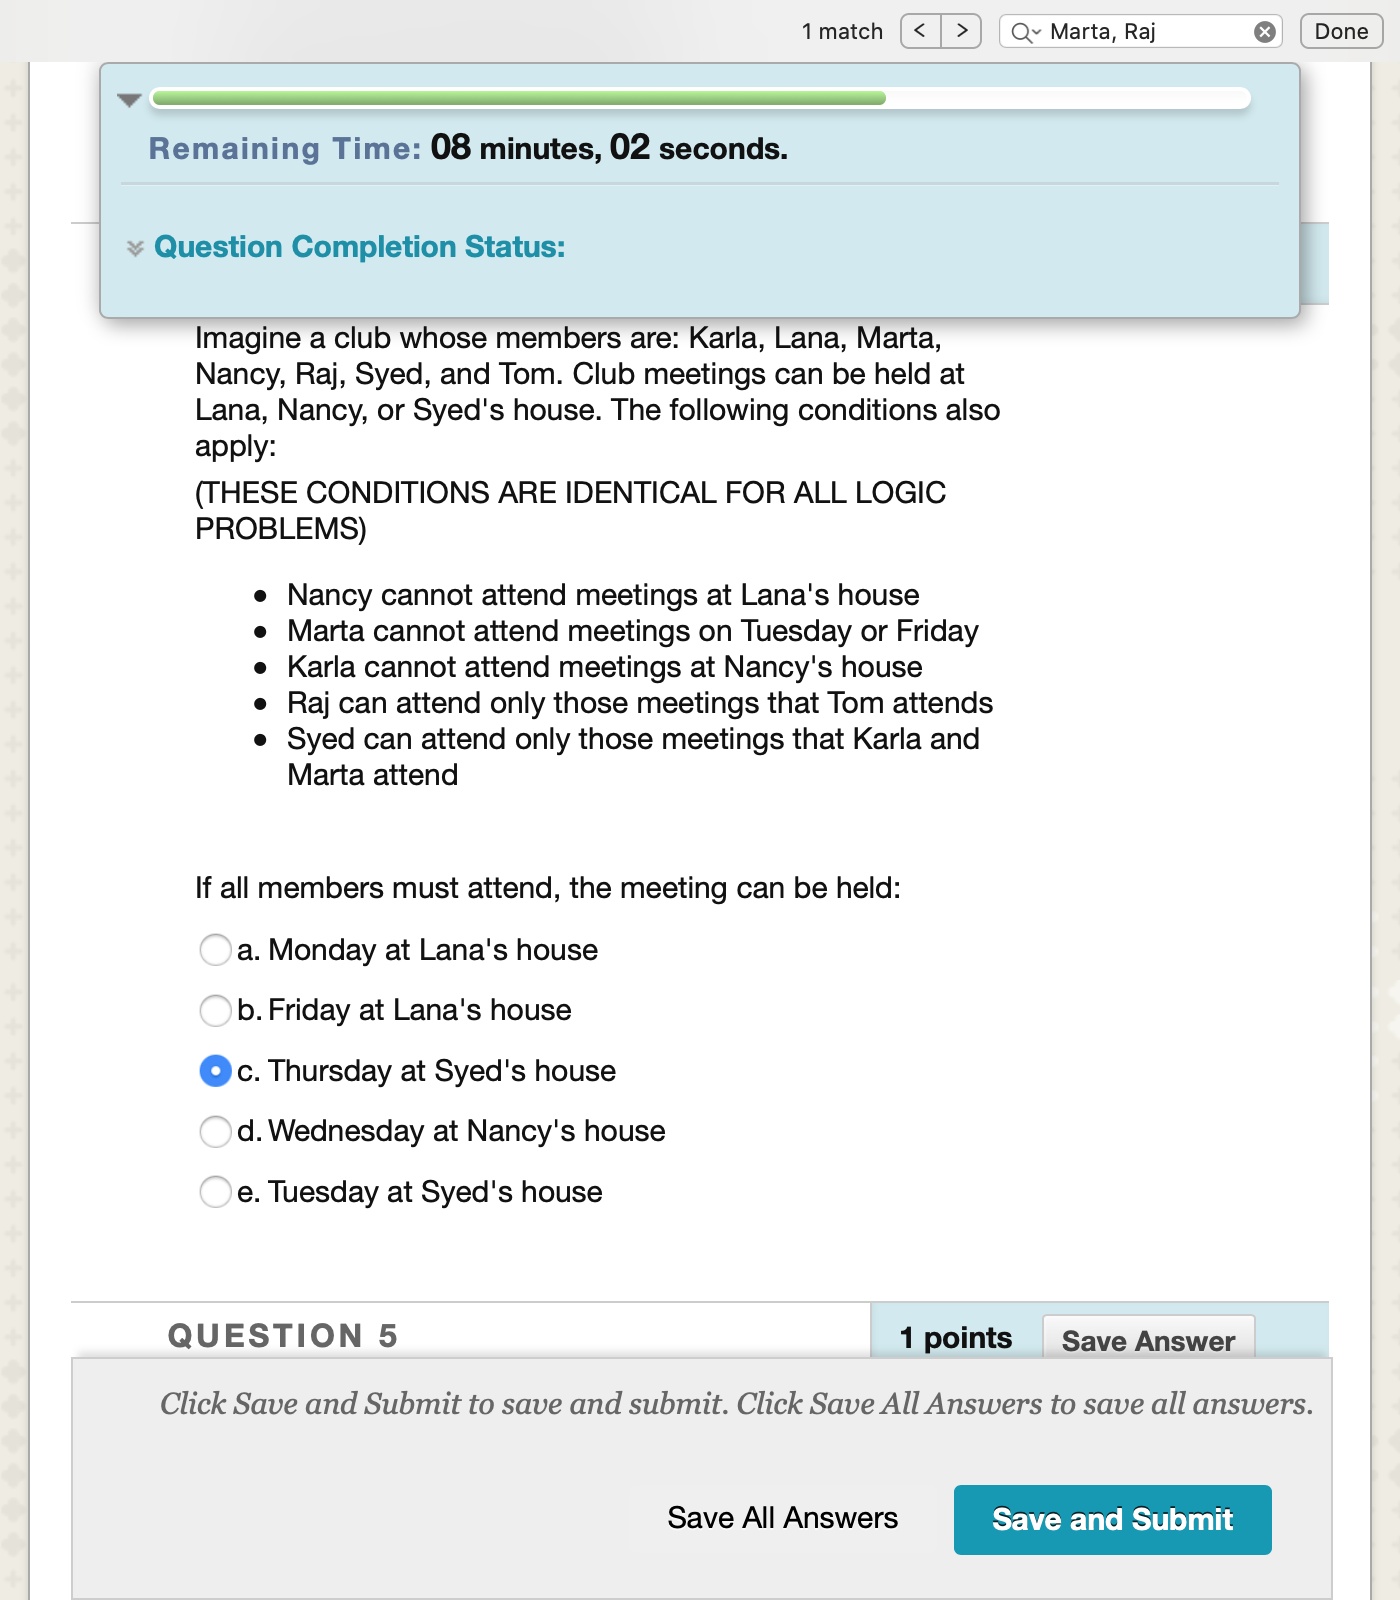 1 match < > Marta, Raj Done
Remaining Time: 08 minutes, 02 seconds.
Question Completion Status:
Imagine a club whose members are: Karla, Lana, Marta,
Nancy, Raj, Syed, and Tom. Club meetings can be held at
Lana, Nancy, or Syed's house. The following conditions also
apply:
(THESE CONDITIONS ARE IDENTICAL FOR ALL LOGIC
PROBLEMS)
• Nancy cannot attend meetings at Lana's house
• Marta cannot attend meetings on Tuesday or Friday
• Karla cannot attend meetings at Nancy's house
• Raj can attend only those meetings that Tom attends
• Syed can attend only those meetings that Karla and
Marta attend
If all members must attend, the meeting can be held:
a. Monday at Lana's house
b. Friday at Lana's house
c. Thursday at Syed's house
d. Wednesday at Nancy's house
e. Tuesday at Syed's house
QUESTION 5 1 points Save Answer
Click Save and Submit to save and submit. Click Save All Answers to save all answers.
Save All Answers Save and Submit